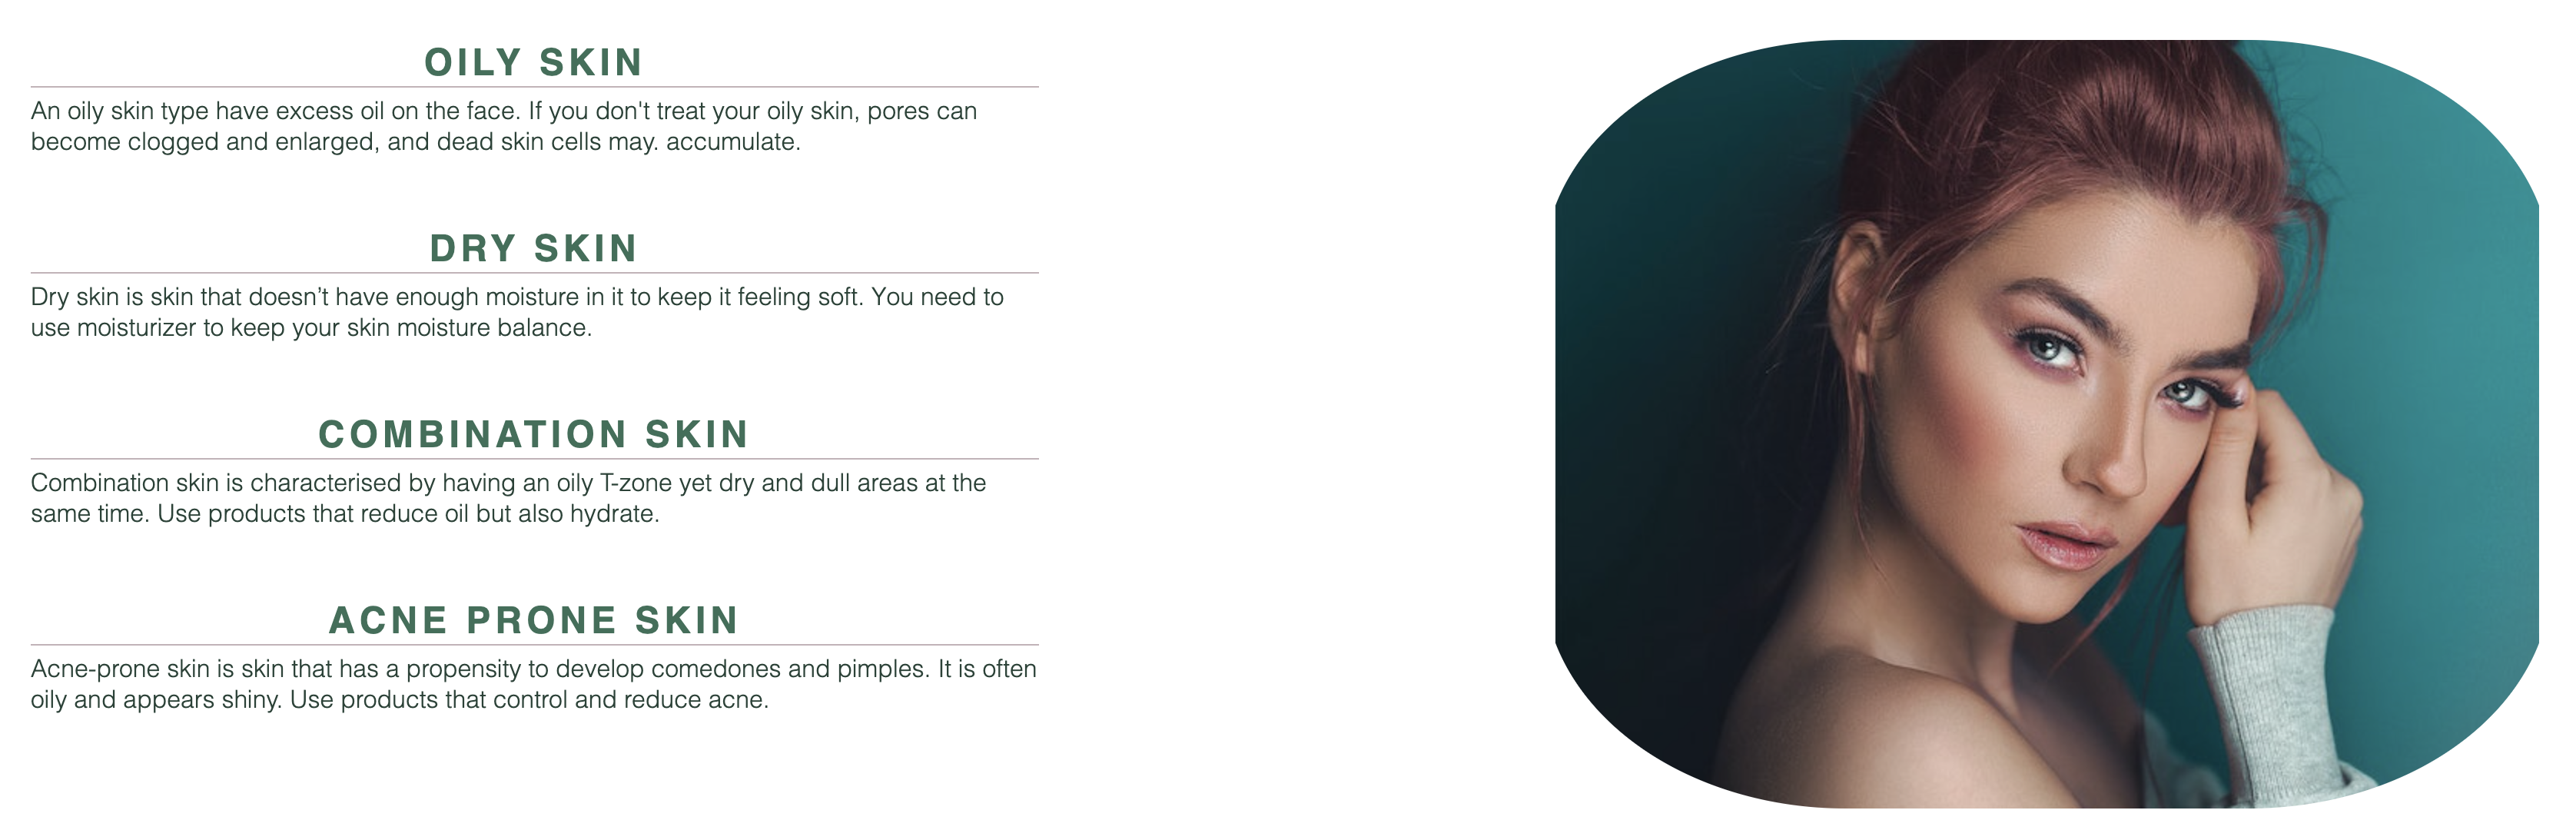 OILY SKIN
An oily skin type have excess oil on the face. If you don't treat your oily skin, pores can
become clogged and enlarged, and dead skin cells may. accumulate.
DRY SKIN
Dry skin is skin that doesn’t have enough moisture in it to keep it feeling soft. You need to
use moisturizer to keep your skin moisture balance.
COMBINATION SKIN
Combination skin is characterised by having an oily T-zone yet dry and dull areas at the
same time. Use products that reduce oil but also hydrate.
ACNE PRONE SKIN
Acne-prone skin is skin that has a propensity to develop comedones and pimples. It is often
oily and appears shiny. Use products that control and reduce acne.